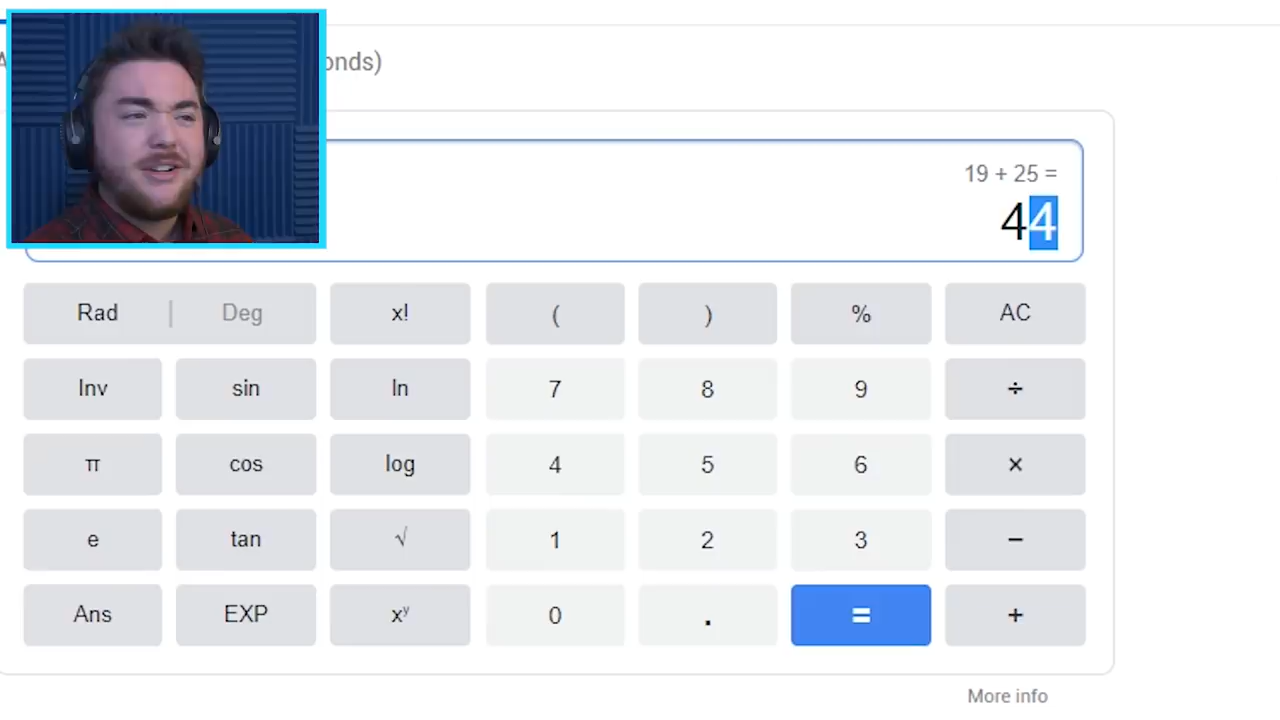 onds)
19 + 25 =
44
Rad | Deg x! ( ) % AC
Inv sin ln 7 8 9 ÷
π cos log 4 5 6 ×
e tan √ 1 2 3 −
Ans EXP xʸ 0 . = +
More info